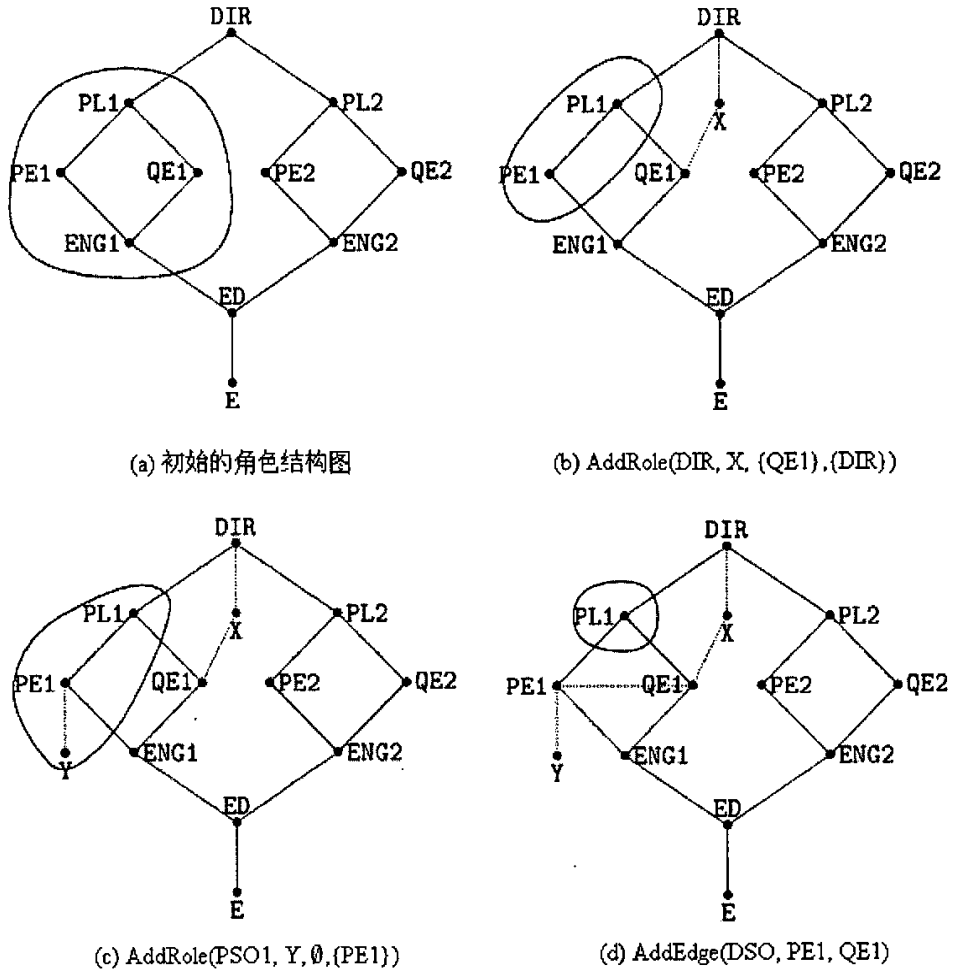 DIR
PL1
PL2
PE1
QE1
PE2
QE2
ENG1
ENG2
ED
E
(a) 初始的角色结构图
DIR
PL1
X
PL2
PE1
QE1
PE2
QE2
ENG1
ENG2
ED
E
(b) AddRole(DIR, X, {QE1},{DIR})
DIR
PL1
X
PL2
PE1
QE1
PE2
QE2
Y
ENG1
ENG2
ED
E
(c) AddRole(PSO1, Y,∅,{PE1})
DIR
PL1
X
PL2
PE1
QE1
PE2
QE2
Y
ENG1
ENG2
ED
E
(d) AddEdge(DSO, PE1, QE1)